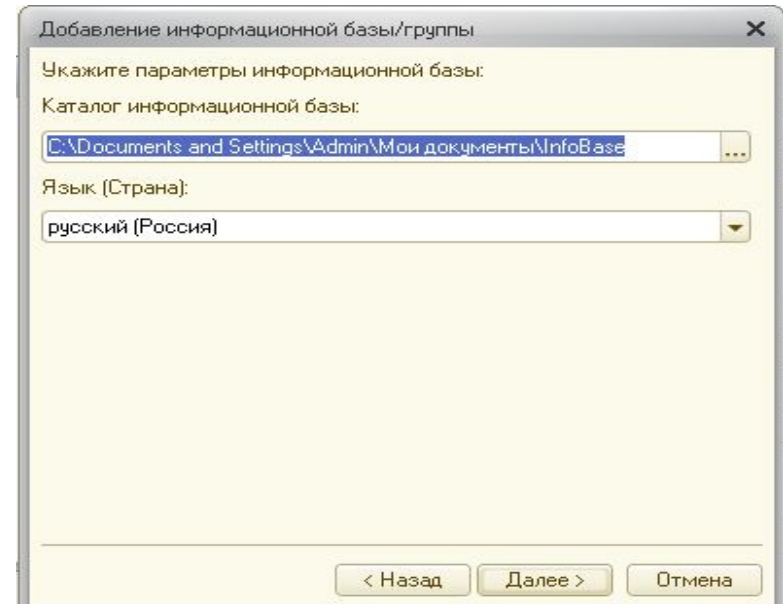 Добавление информационной базы/группы
Укажите параметры информационной базы:
Каталог информационной базы:
C:\Documents and Settings\Admin\Мои документы\InfoBase
...
Язык (Страна):
русский (Россия)
< Назад Далее > Отмена